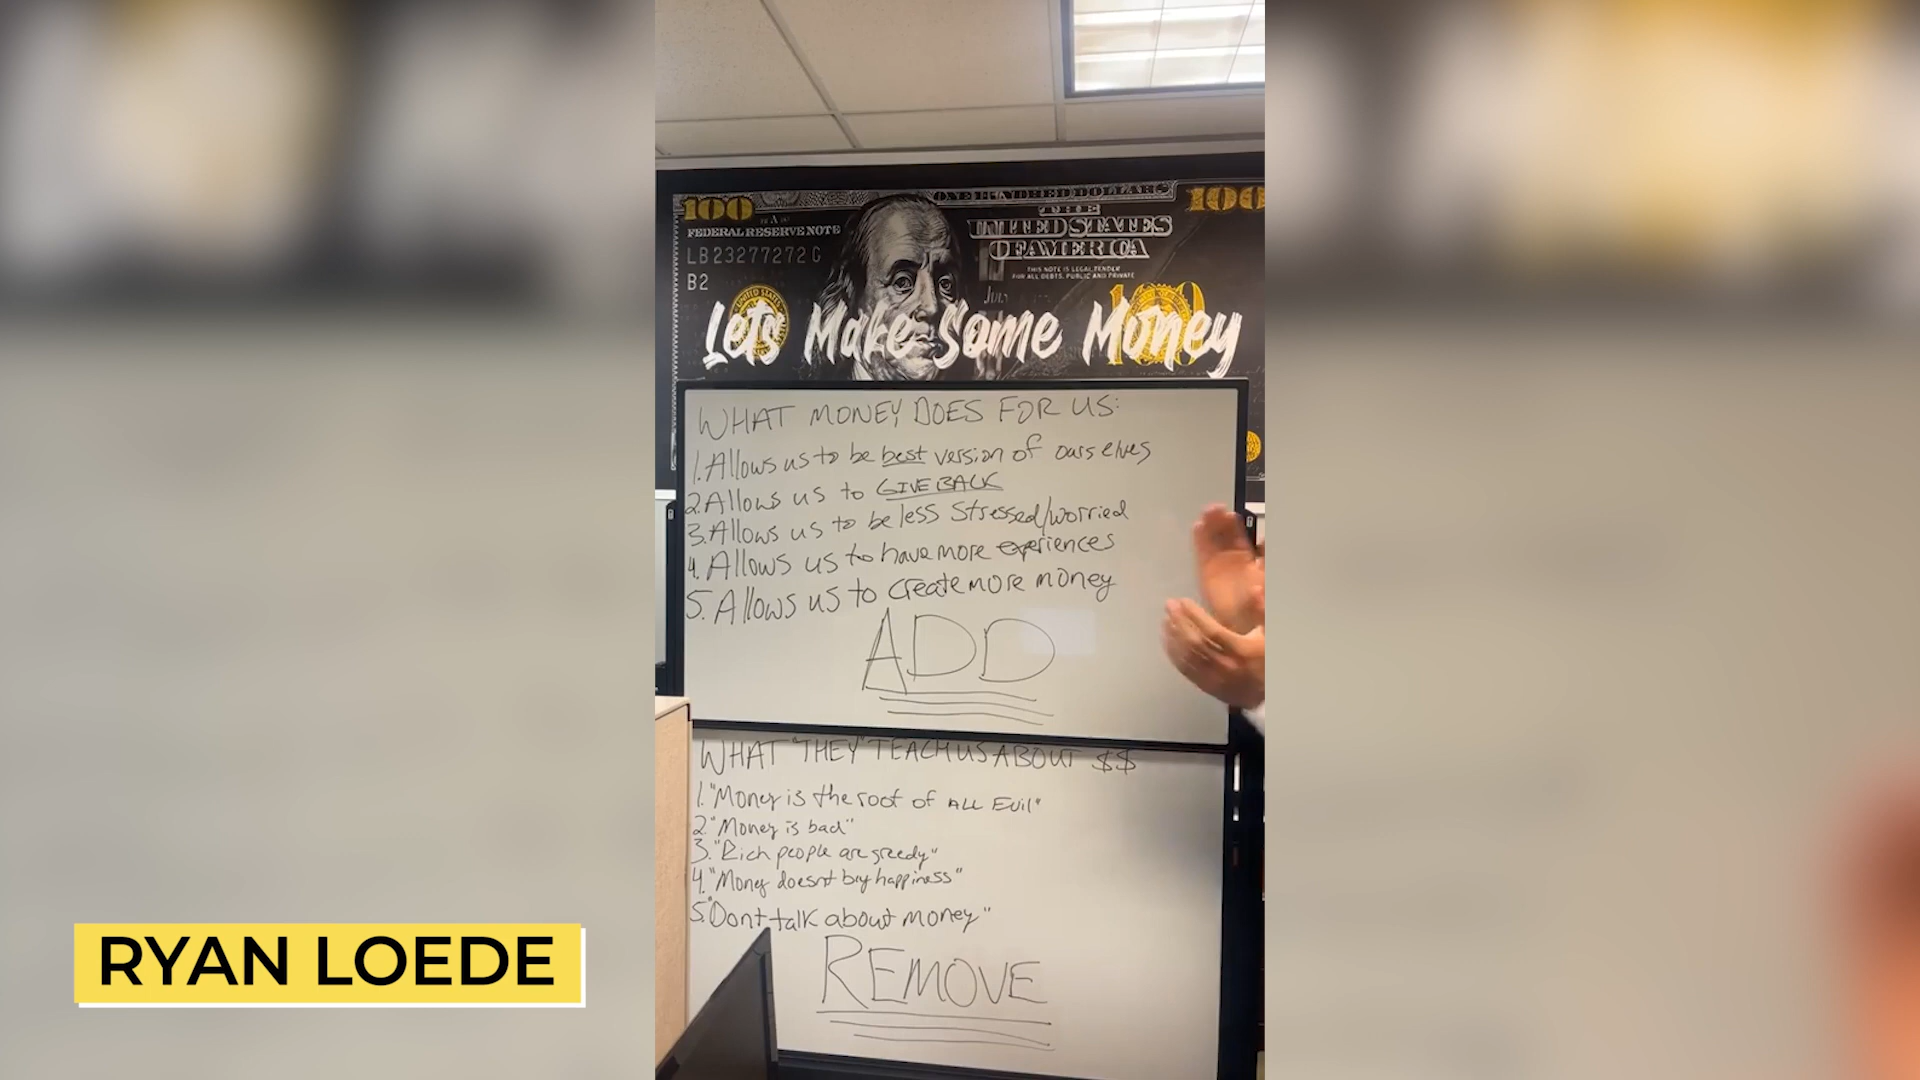 100
ONE HUNDRED DOLLARS
100
FEDERAL RESERVE NOTE
THE
UNITED STATES
OF AMERICA
LB23277272G
B2
THIS NOTE IS LEGAL TENDER
FOR ALL DEBTS, PUBLIC AND PRIVATE
Lets Make Some Money
100
WHAT MONEY DOES FOR US:
1. Allows us to be best version of ourselves
2. Allows us to GIVE BACK
3. Allows us to be less stressed/worried
4. Allows us to have more experiences
5. Allows us to create more money
ADD
WHAT "THEY" TEACH US ABOUT $$
1. "Money is the root of ALL Evil"
2. "Money is bad"
3. "Rich people are greedy"
4. "Money doesnt buy happiness"
5. "Dont talk about money"
REMOVE
RYAN LOEDE